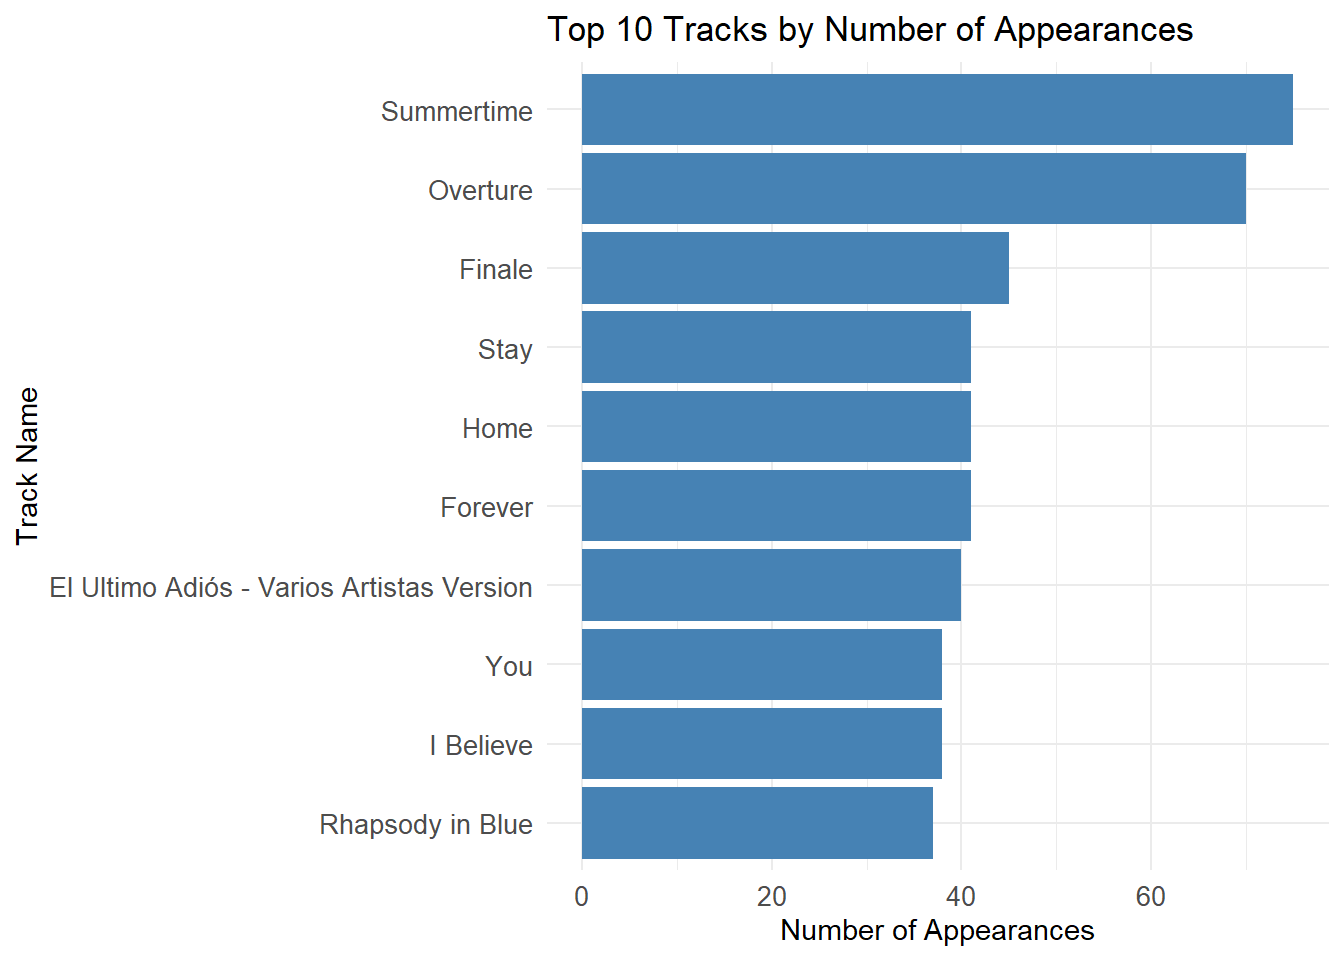 Top 10 Tracks by Number of Appearances
Summertime
Overture
Finale
Stay
Home
Forever
El Ultimo Adiós - Varios Artistas Version
You
I Believe
Rhapsody in Blue
Track Name
0 20 40 60
Number of Appearances